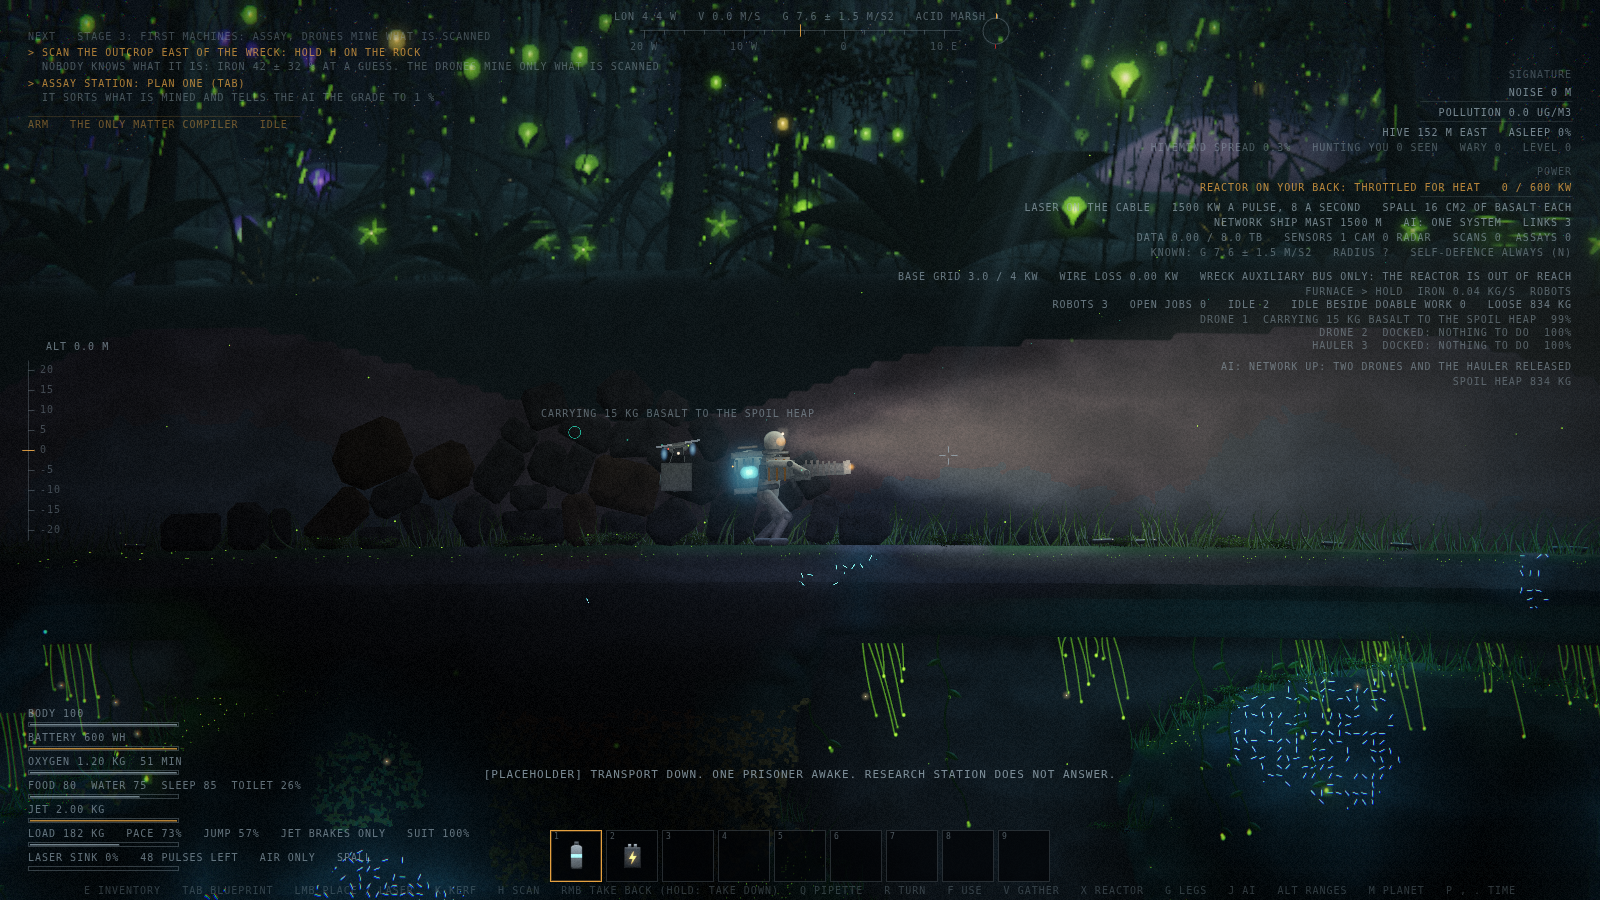 LON 4.4 W   V 0.0 M/S   G 7.6 ± 1.5 M/S2   ACID MARSH
20 W   10 W   0   10 E
NEXT   STAGE 3: FIRST MACHINES: ASSAY, DRONES MINE WHAT IS SCANNED
> SCAN THE OUTCROP EAST OF THE WRECK: HOLD H ON THE ROCK
NOBODY KNOWS WHAT IT IS: IRON 42 ± 32 % AT A GUESS. THE DRONES MINE ONLY WHAT IS SCANNED
> ASSAY STATION: PLAN ONE (TAB)
IT SORTS WHAT IS MINED AND TELLS THE AI THE GRADE TO 1 %
ARM   THE ONLY MATTER COMPILER   IDLE
SIGNATURE
NOISE 0 M
POLLUTION 0.0 UG/M3
HIVE 152 M EAST   ASLEEP 0%
HIVEMIND SPREAD 0.3%   HUNTING YOU 0 SEEN   WARY 0   LEVEL 0
POWER
REACTOR ON YOUR BACK: THROTTLED FOR HEAT   0 / 600 KW
LASER   THE CABLE   1500 KW A PULSE, 8 A SECOND   SPALL 16 CM2 OF BASALT EACH
NETWORK SHIP MAST 1500 M   AI: ONE SYSTEM   LINKS 3
DATA 0.00 / 8.0 TB   SENSORS 1 CAM 0 RADAR   SCANS 0   ASSAYS 0
KNOWN: G 7.6 ± 1.5 M/S2   RADIUS ?   SELF-DEFENCE ALWAYS (N)
BASE GRID 3.0 / 4 KW   WIRE LOSS 0.00 KW   WRECK AUXILIARY BUS ONLY: THE REACTOR IS OUT OF REACH
FURNACE > HOLD   IRON 0.04 KG/S   ROBOTS
ROBOTS 3   OPEN JOBS 0   IDLE 2   IDLE BESIDE DOABLE WORK 0   LOOSE 834 KG
DRONE 1  CARRYING 15 KG BASALT TO THE SPOIL HEAP  99%
DRONE 2  DOCKED: NOTHING TO DO  100%
HAULER 3  DOCKED: NOTHING TO DO  100%
AI: NETWORK UP: TWO DRONES AND THE HAULER RELEASED
SPOIL HEAP 834 KG
ALT 0.0 M
20
15
10
5
0
-5
-10
-15
-20
CARRYING 15 KG BASALT TO THE SPOIL HEAP
BODY 100
BATTERY 600 WH
OXYGEN 1.20 KG  51 MIN
FOOD 80  WATER 75  SLEEP 85  TOILET 26%
JET 2.00 KG
LOAD 182 KG   PACE 73%   JUMP 57%   JET BRAKES ONLY   SUIT 100%
LASER SINK 0%   48 PULSES LEFT   AIR ONLY   SPALL
[PLACEHOLDER] TRANSPORT DOWN. ONE PRISONER AWAKE. RESEARCH STATION DOES NOT ANSWER.
1 2 3 4 5 6 7 8 9
E INVENTORY   TAB BLUEPRINT   LMB PLACE   LASER   K KERF   H SCAN   RMB TAKE BACK (HOLD: TAKE DOWN)   Q PIPETTE   R TURN   F USE   V GATHER   X REACTOR   G LEGS   J AI   ALT RANGES   M PLANET   P , . TIME